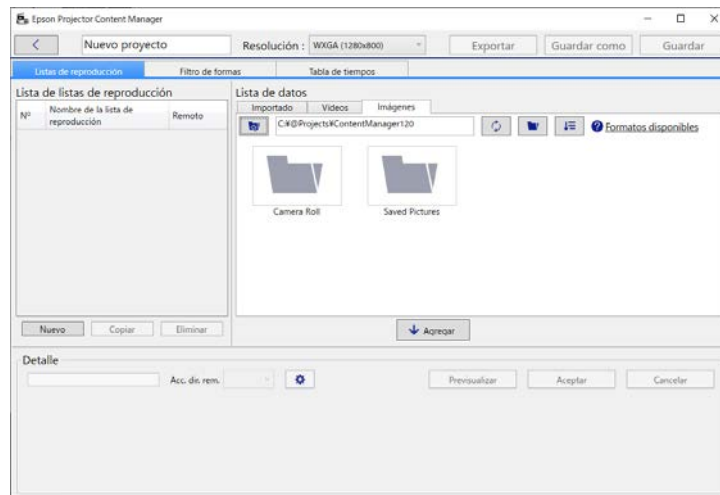 Epson Projector Content Manager
Nuevo proyecto
Resolución :
WXGA (1280x800)
Exportar
Guardar como
Guardar
Listas de reproducción
Filtro de formas
Tabla de tiempos
Lista de listas de reproducción
Nº
Nombre de la lista de
reproducción
Remoto
Lista de datos
Importado
Videos
Imágenes
C:¥@Projects¥ContentManager120
Formatos disponibles
Camera Roll
Saved Pictures
Nuevo
Copiar
Eliminar
Agregar
Detalle
Acc. dir. rem.
Previsualizar
Aceptar
Cancelar